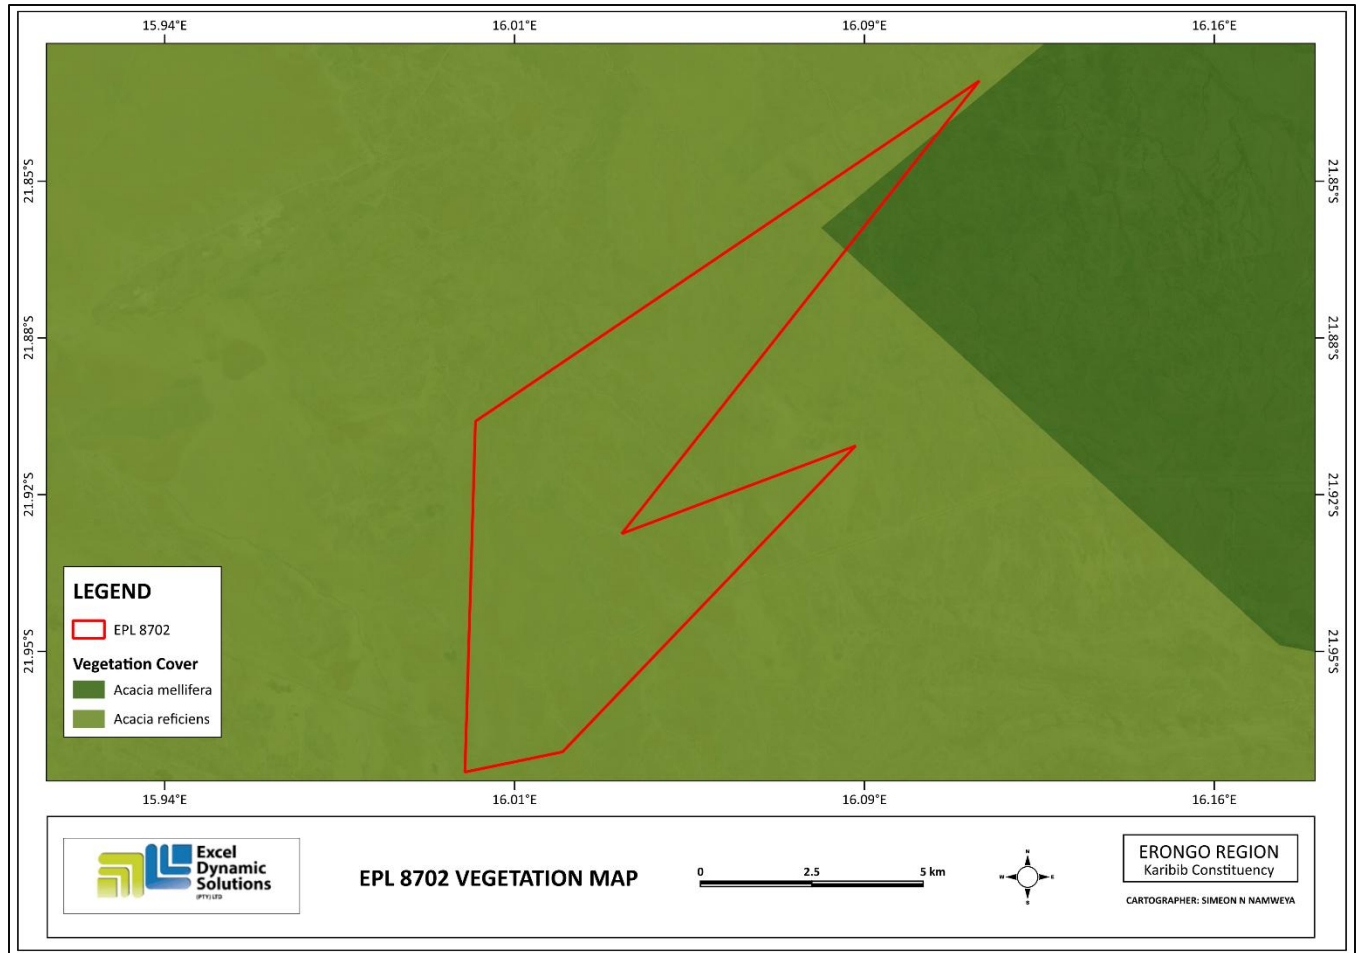 15.94°E 16.01°E 16.09°E 16.16°E
21.85°S 21.85°S
21.88°S 21.88°S
21.92°S 21.92°S
21.95°S 21.95°S
LEGEND
EPL 8702
Vegetation Cover
Acacia mellifera
Acacia reficiens
15.94°E 16.01°E 16.09°E 16.16°E
Excel
Dynamic
Solutions
(PTY) LTD
EPL 8702 VEGETATION MAP
0 2.5 5 km
N
W E
S
ERONGO REGION
Karibib Constituency
CARTOGRAPHER: SIMEON N NAMWEYA